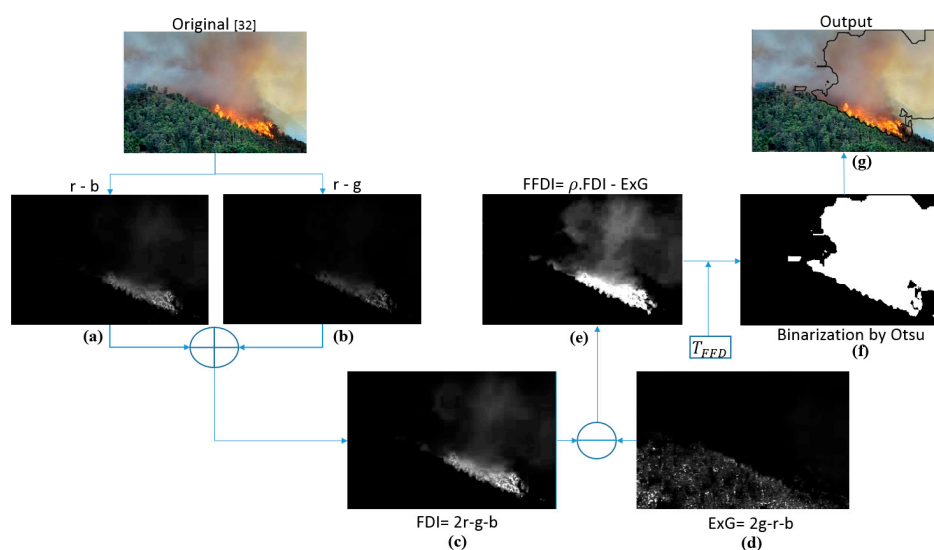 Original [32]
Output
r - b
r - g
FFDI= ρ.FDI - ExG
(g)
(a)
(b)
(e)
T_FFD
Binarization by Otsu
(f)
FDI= 2r-g-b
(c)
ExG= 2g-r-b
(d)